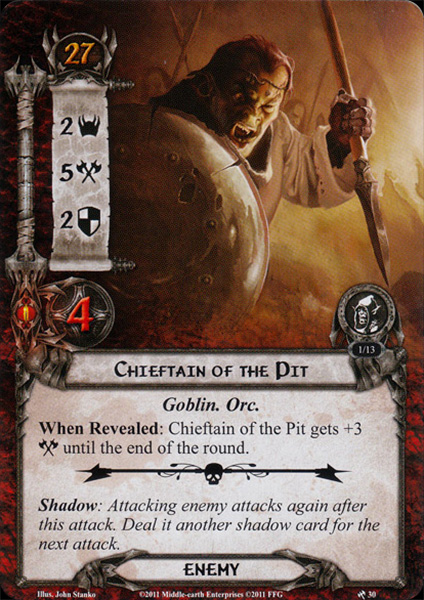 27
2
5
2
4
1/13
CHIEFTAIN OF THE PIT
Goblin. Orc.
When Revealed: Chieftain of the Pit gets +3
until the end of the round.
Shadow: Attacking enemy attacks again after
this attack. Deal it another shadow card for the
next attack.
ENEMY
Illus. John Stanko
©2011 Middle-earth Enterprises ©2011 FFG
30